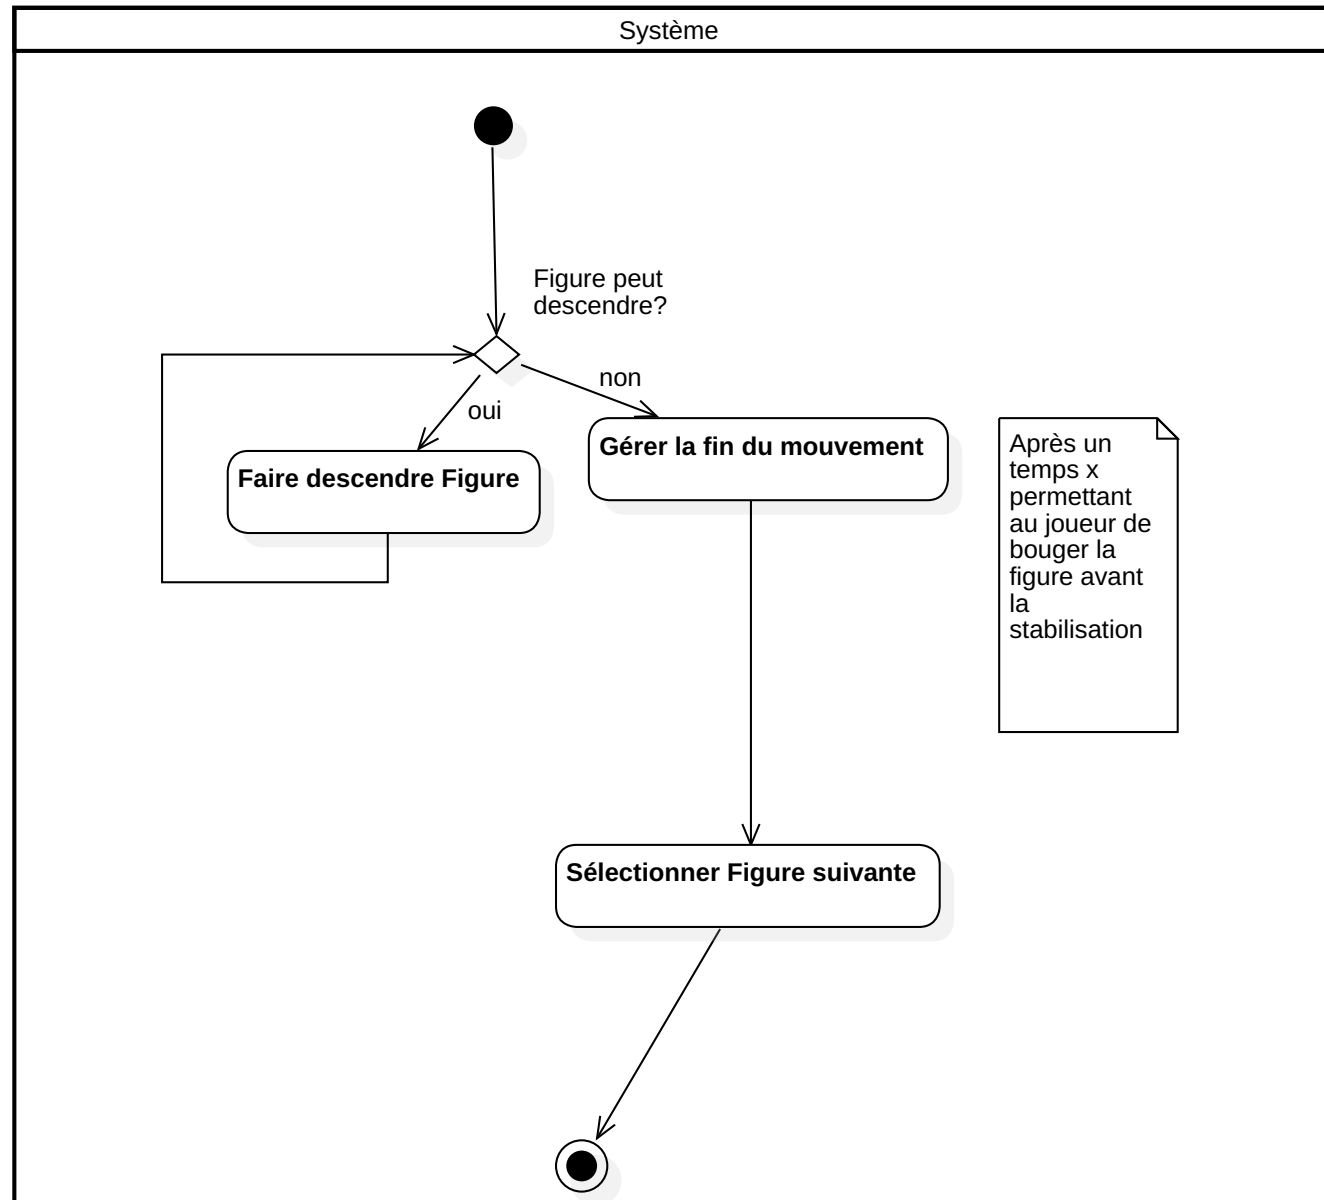 Système
Figure peut
descendre?
non
oui
Gérer la fin du mouvement
Faire descendre Figure
Après un
temps x
permettant
au joueur de
bouger la
figure avant
la
stabilisation
Sélectionner Figure suivante